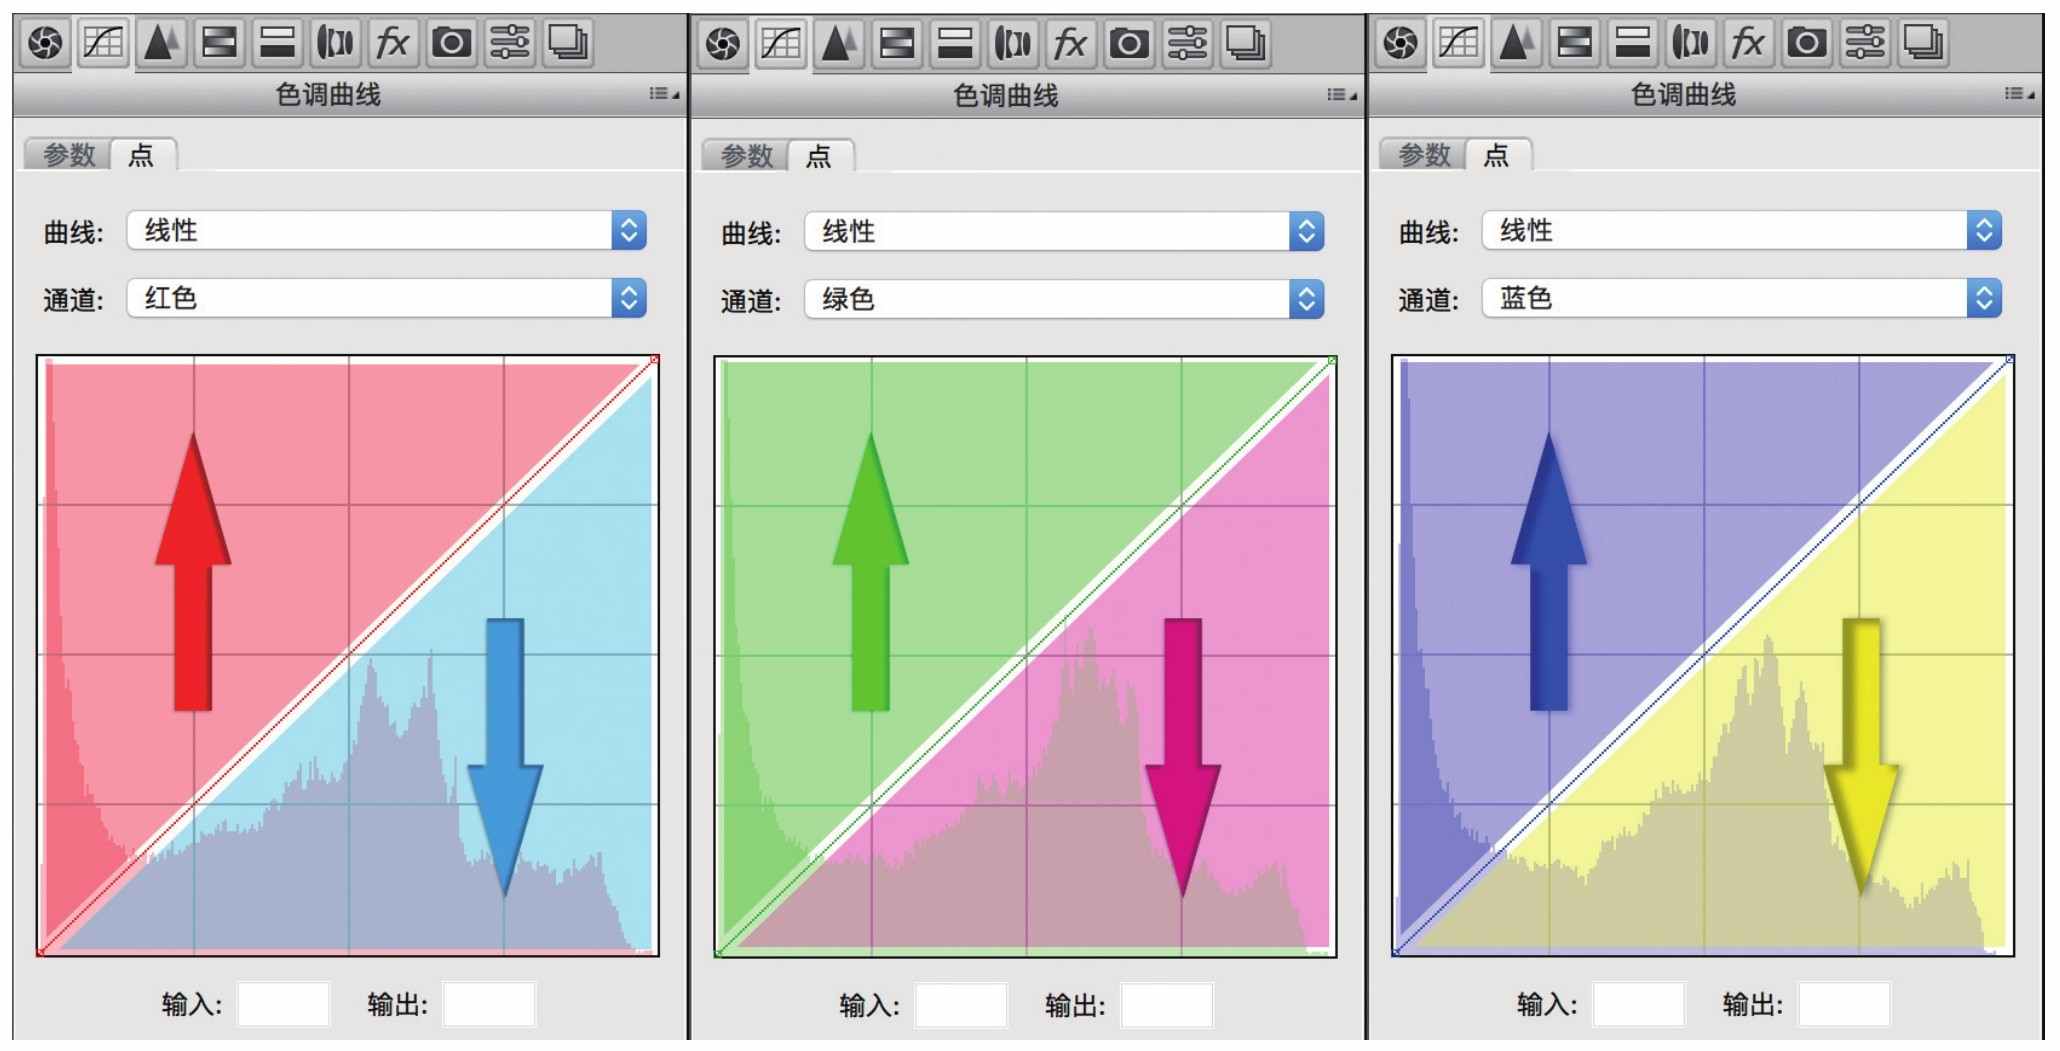 fx
色调曲线
参数 点
曲线: 线性
通道: 红色
输入: 输出:
fx
色调曲线
参数 点
曲线: 线性
通道: 绿色
输入: 输出:
fx
色调曲线
参数 点
曲线: 线性
通道: 蓝色
输入: 输出: